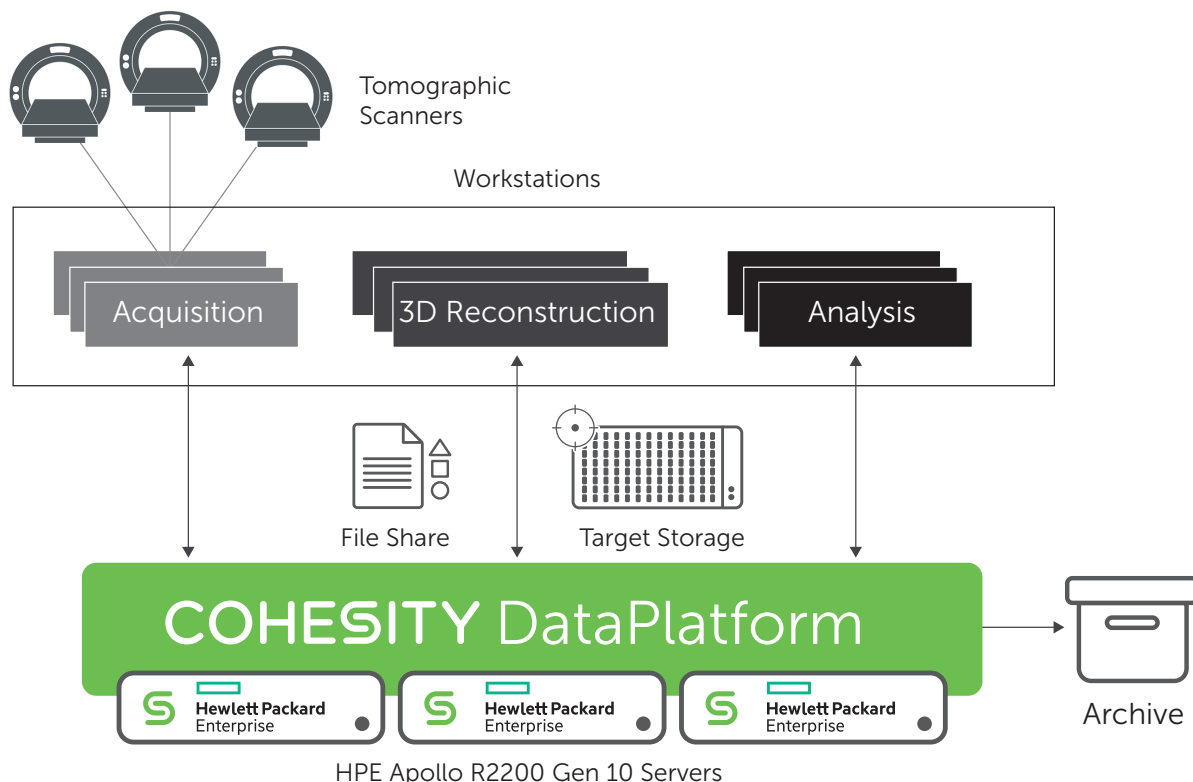 Tomographic
Scanners
Workstations
Acquisition
3D Reconstruction
Analysis
File Share
Target Storage
COHESITY DataPlatform
Hewlett Packard
Enterprise
Hewlett Packard
Enterprise
Hewlett Packard
Enterprise
Archive
HPE Apollo R2200 Gen 10 Servers